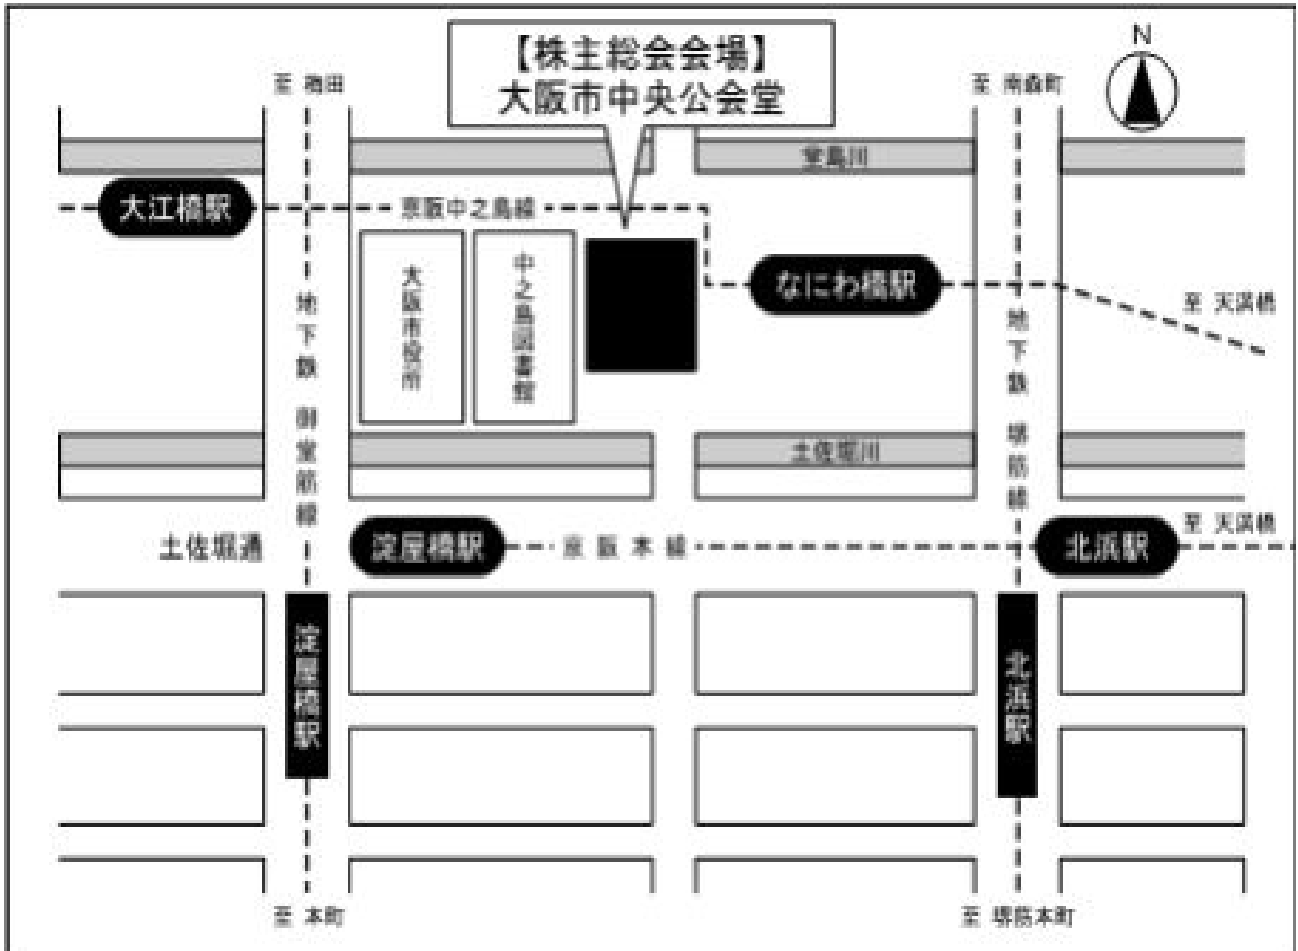 【株主総会会場】
大阪市中央公会堂
N
至 梅田
至 南森町
堂島川
大江橋駅
京阪中之島線
大阪市役所
中之島図書館
なにわ橋駅
至 天満橋
地下鉄 御堂筋線
地下鉄 堺筋線
土佐堀川
土佐堀通
淀屋橋駅
京阪本線
北浜駅
至 天満橋
淀屋橋駅
北浜駅
至 本町
至 堺筋本町